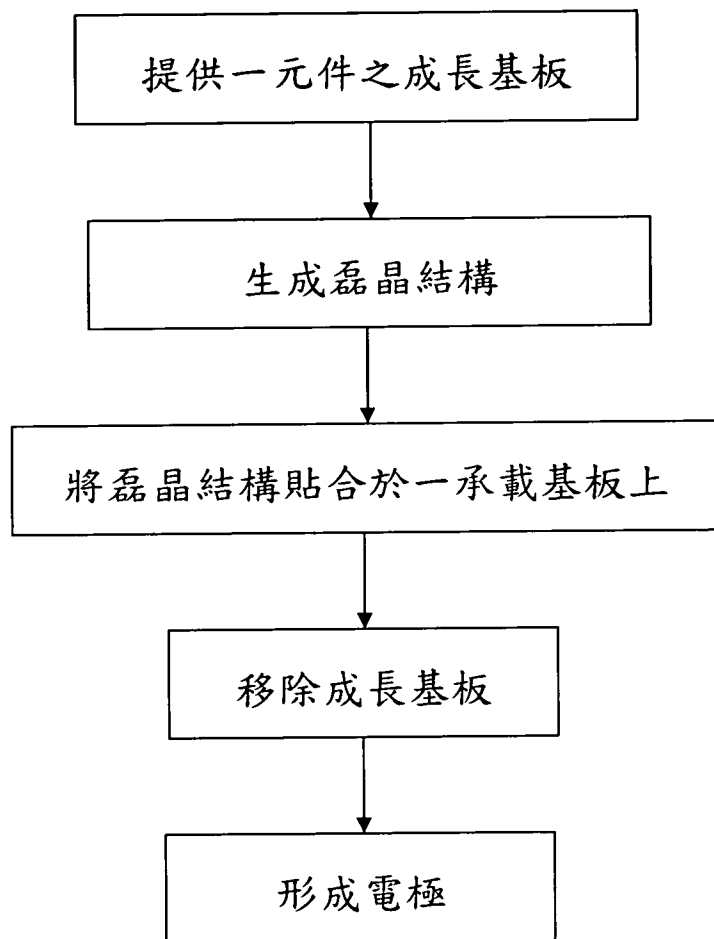 提供一元件之成長基板
生成磊晶結構
將磊晶結構貼合於一承載基板上
移除成長基板
形成電極